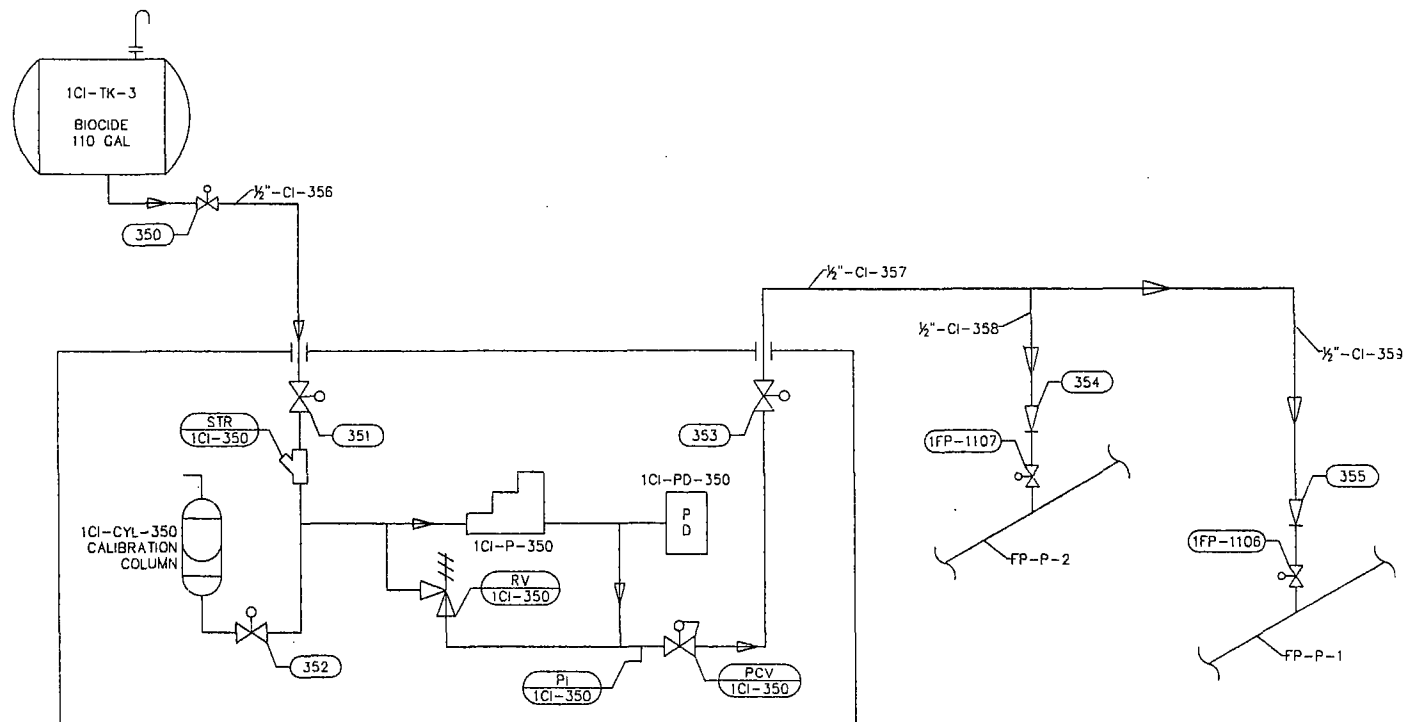 1CI-TK-3
BIOCIDE
110 GAL
½"-CI-356
350
½"-CI-357
½"-CI-358
½"-CI-359
351
STR
1CI-350
353
354
1FP-1107
355
1FP-1106
1CI-CYL-350
CALIBRATION
COLUMN
1CI-P-350
1CI-PD-350
P
D
RV
1CI-350
352
PI
1CI-350
PCV
1CI-350
FP-P-2
FP-P-1